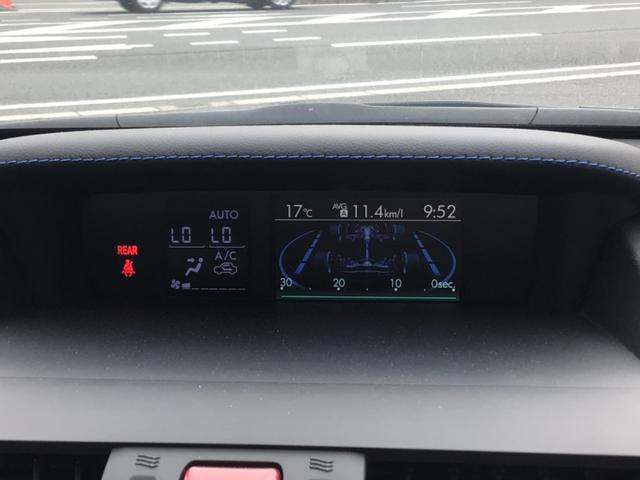 AUTO
LO LO
A/C
REAR
17℃ AVG A 11.4km/l 9:52
30 20 10 0sec